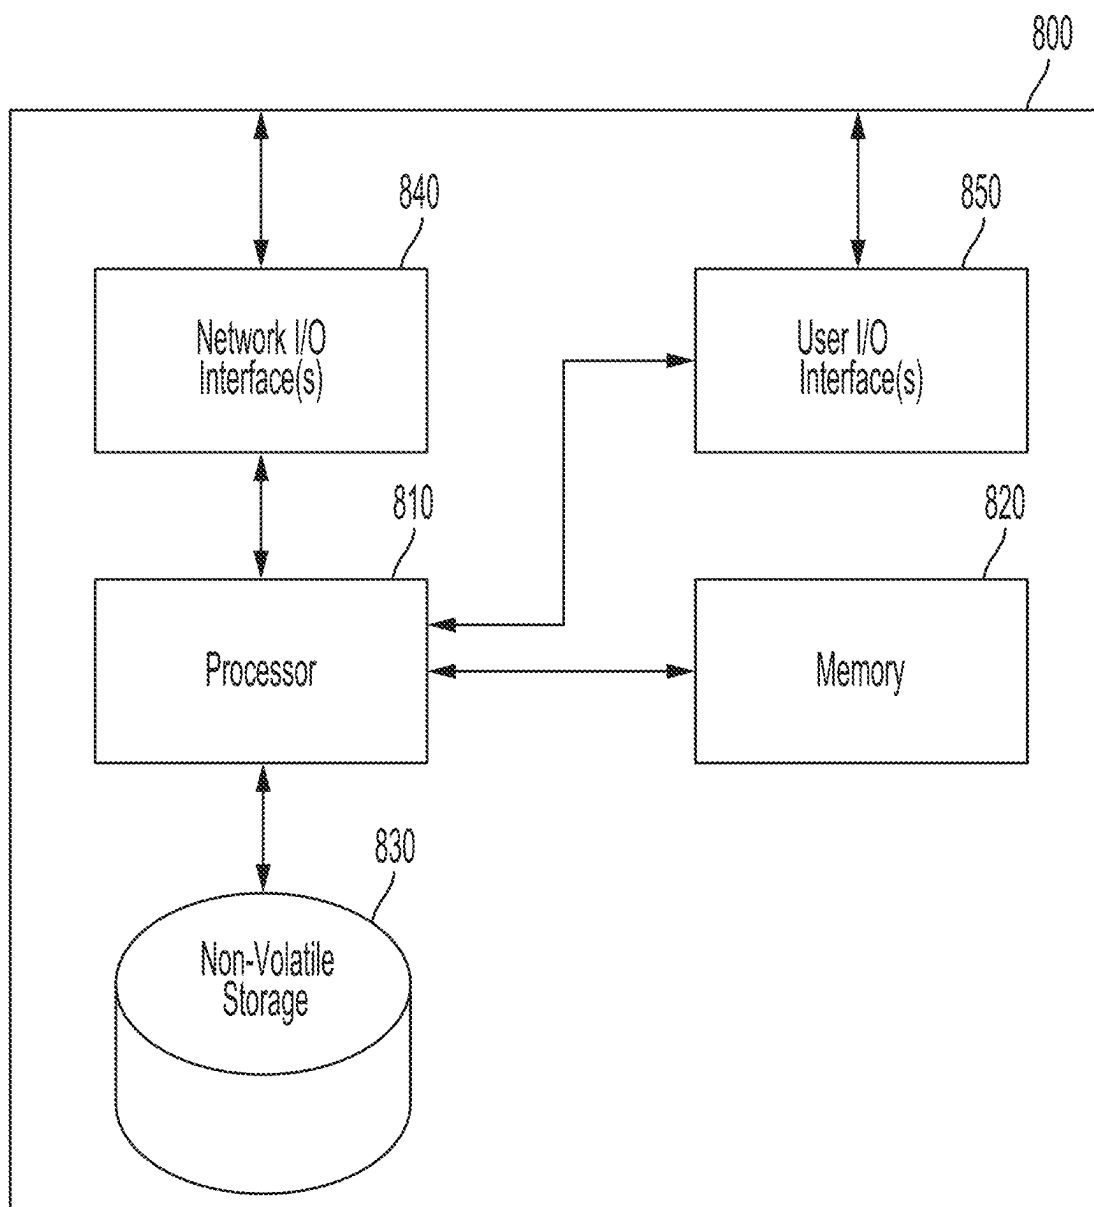 800
840
850
Network I/O
Interface(s)
User I/O
Interface(s)
810
820
Processor
Memory
830
Non-Volatile
Storage